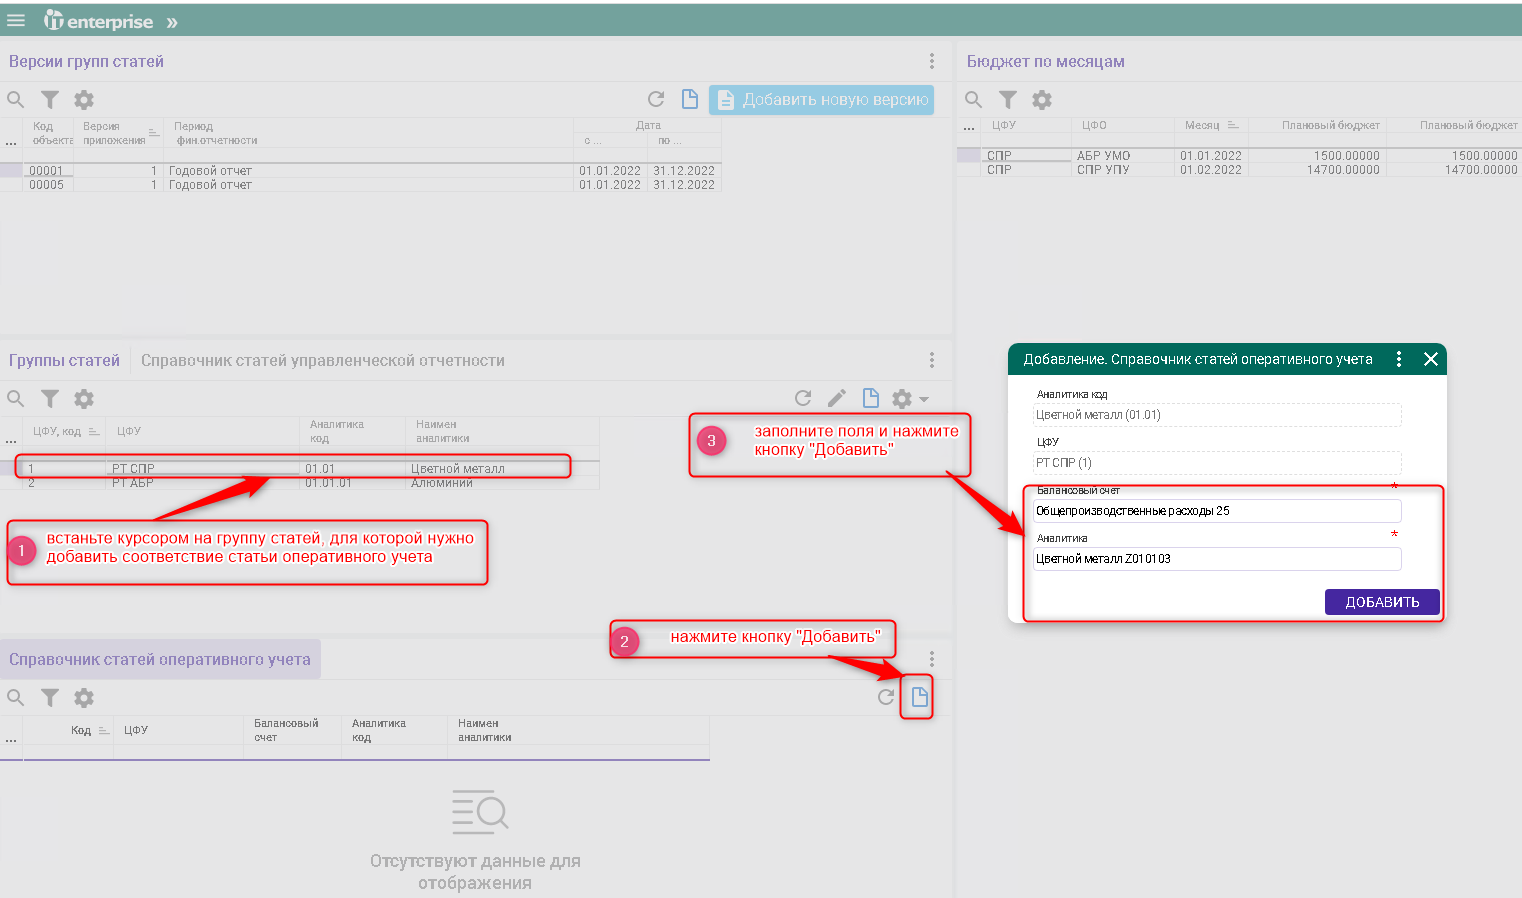 enterprise »
Версии групп статей
Добавить новую версию
Код объекта
Версия приложения
Период фин.отчетности
Дата
с ...
по ...
00001 1 Годовой отчет 01.01.2022 31.12.2022
00005 1 Годовой отчет 01.01.2022 31.12.2022
Бюджет по месяцам
... ЦФУ ЦФО Месяц Плановый бюджет Плановый бюджет
СПР АБР УМО 01.01.2022 1500.00000 1500.00000
СПР СПР УПУ 01.02.2022 14700.00000 14700.00000
Группы статей Справочник статей управленческой отчетности
... ЦФУ, код ЦФУ
Аналитика код
Наимен аналитики
1 РТ СПР 01.01 Цветной металл
2 РТ АБР 01.01.01 Алюминий
1
встаньте курсором на группу статей, для которой нужно
добавить соответствие статьи оперативного учета
3
заполните поля и нажмите
кнопку "Добавить"
2
нажмите кнопку "Добавить"
Справочник статей оперативного учета
... Код ЦФУ
Балансовый счет
Аналитика код
Наимен аналитики
Отсутствуют данные для
отображения
Добавление. Справочник статей оперативного учета
Аналитика код
Цветной металл (01.01)
ЦФУ
РТ СПР (1)
Балансовый счет *
Общепроизводственные расходы 25
Аналитика *
Цветной металл Z010103
ДОБАВИТЬ